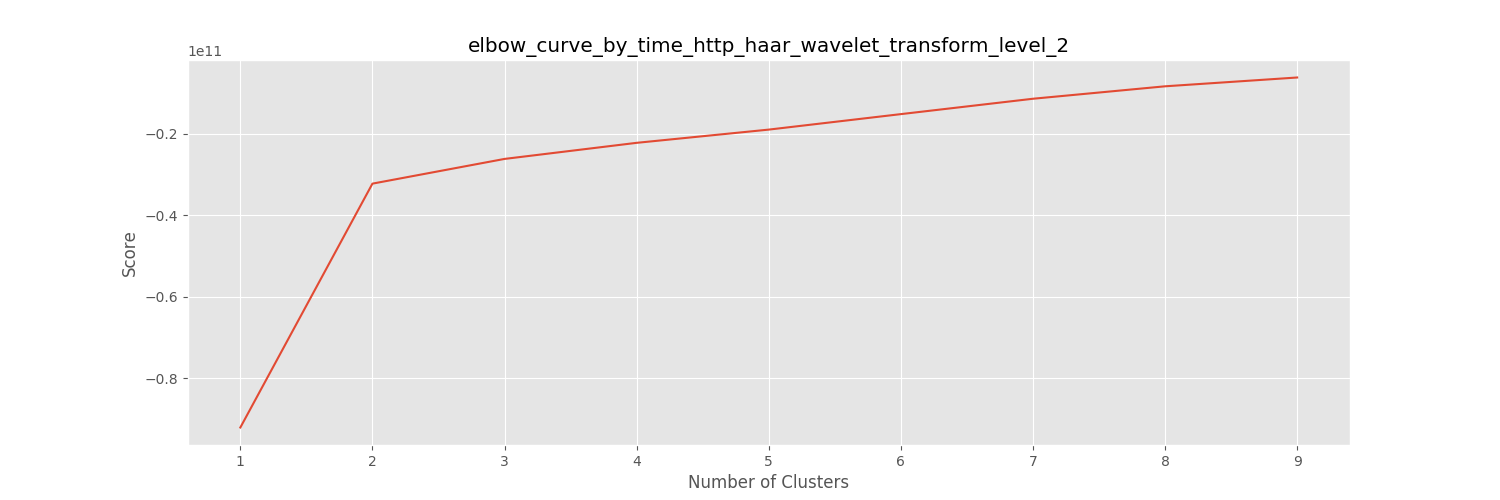 elbow_curve_by_time_http_haar_wavelet_transform_level_2
1e11
−0.2
−0.4
−0.6
−0.8
Score
1 2 3 4 5 6 7 8 9
Number of Clusters